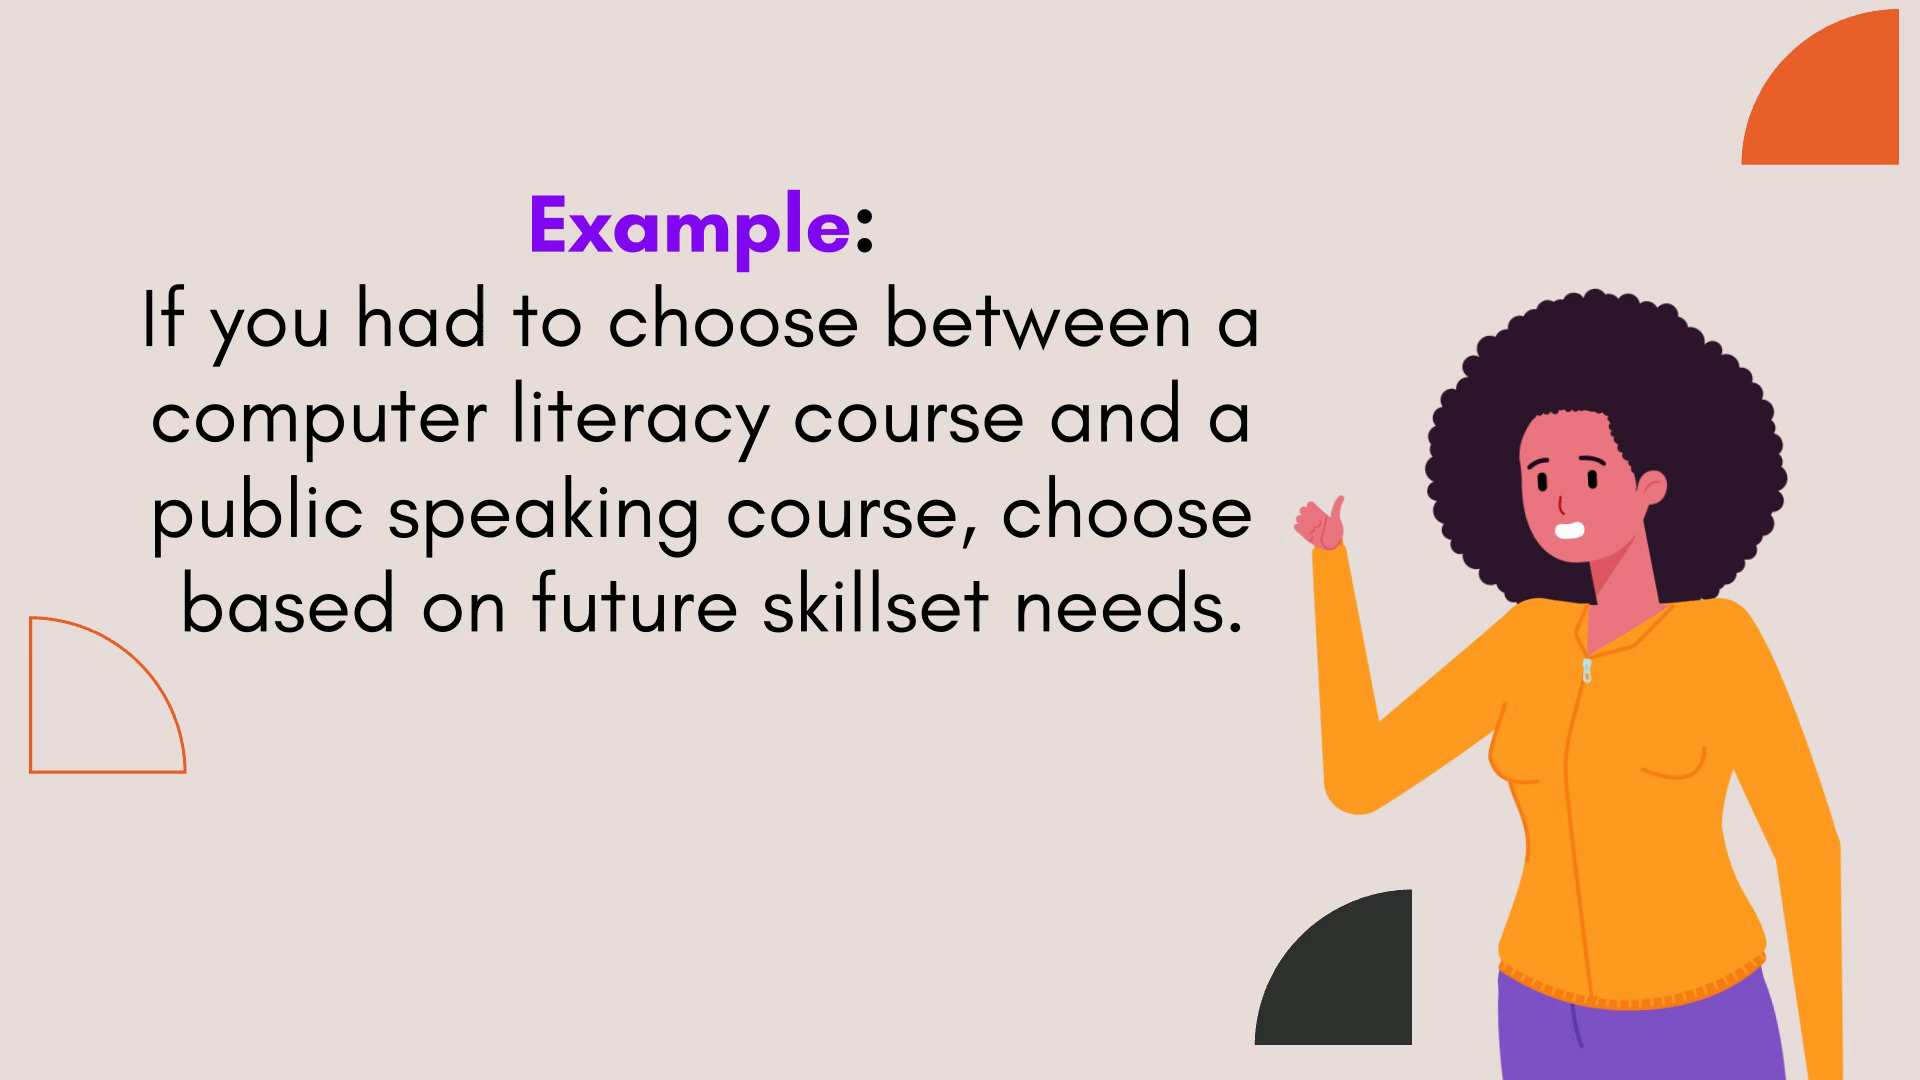 Example:
If you had to choose between a
computer literacy course and a
public speaking course, choose
based on future skillset needs.